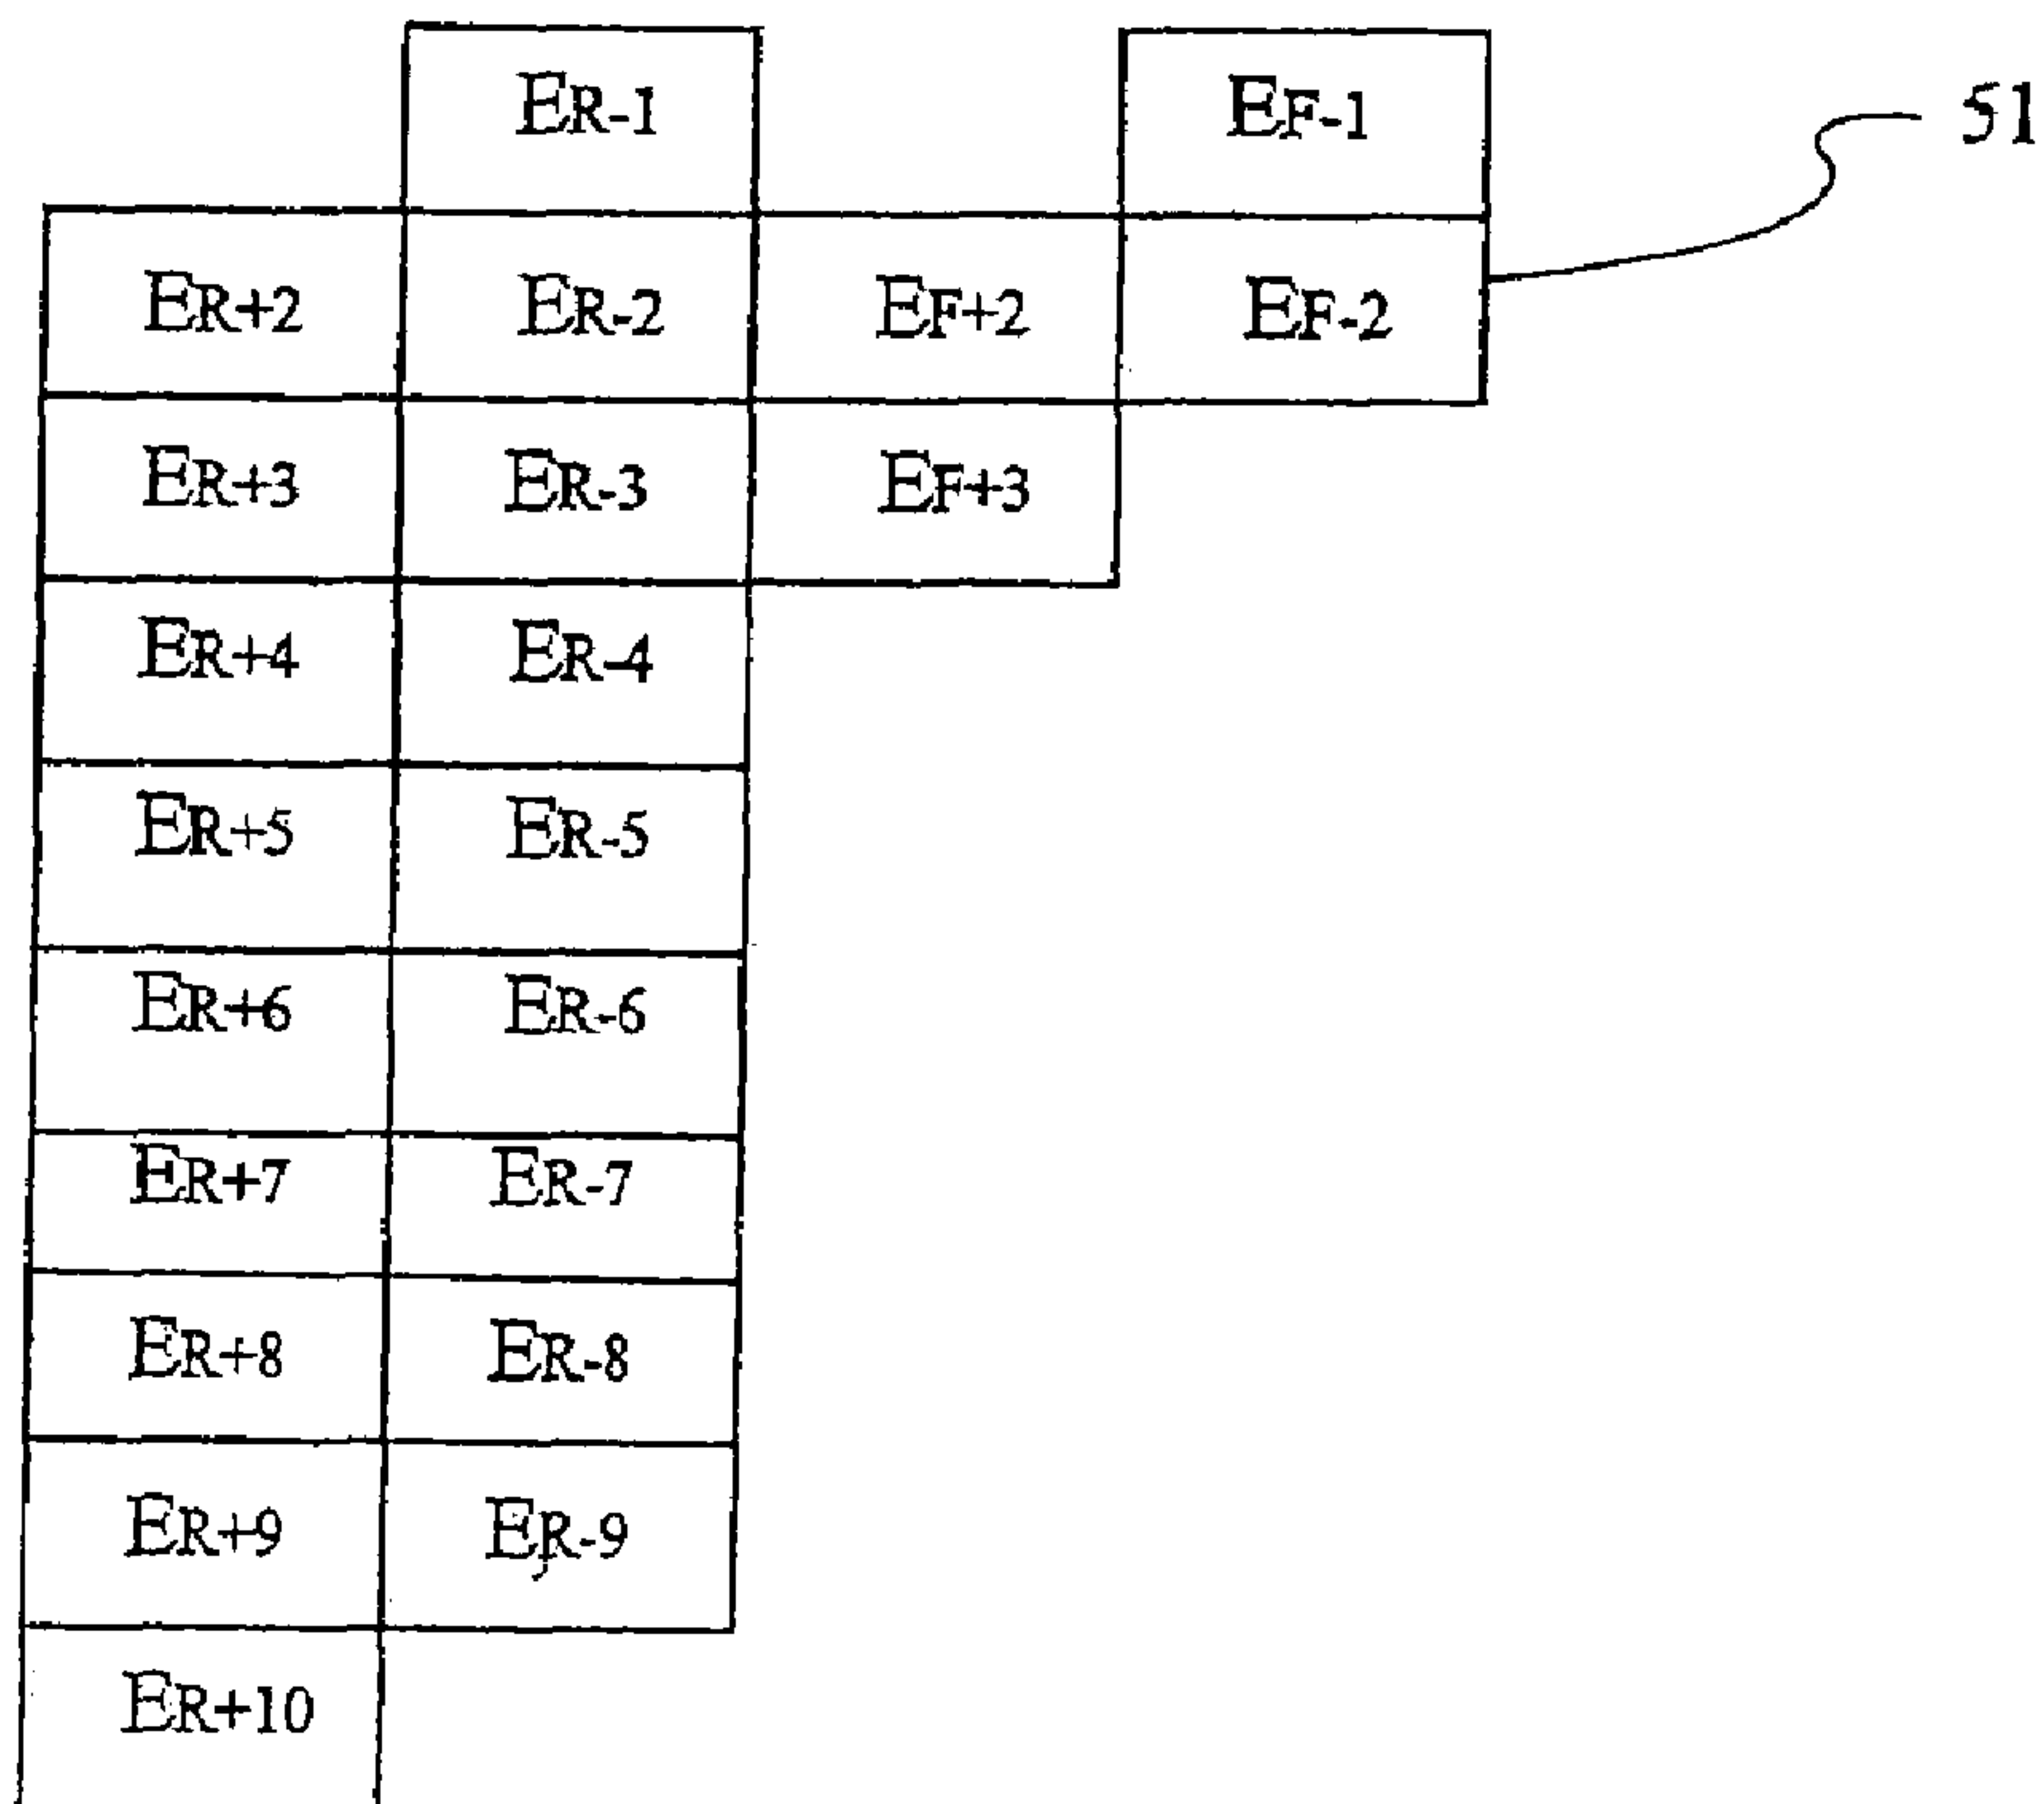 ER-1 EF-1 51
ER+2 ER-2 EF+2 EF-2
ER+3 ER-3 EF+3
ER+4 ER-4
ER+5 ER-5
ER+6 ER-6
ER+7 ER-7
ER+8 ER-8
ER+9 ER-9
ER+10